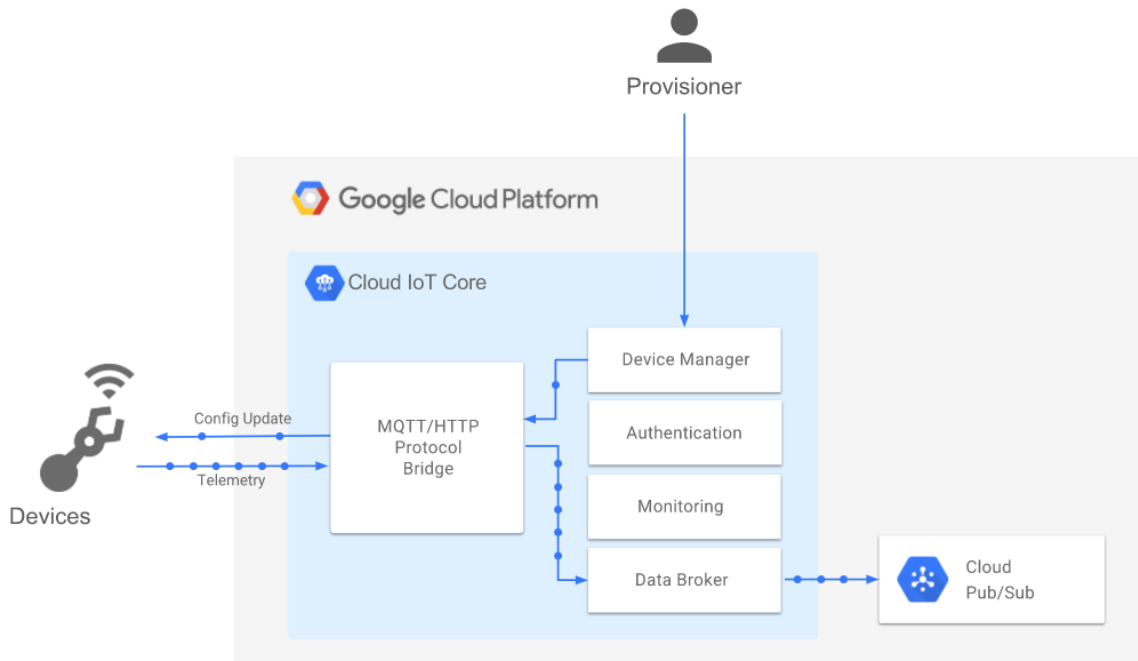 Provisioner
Google Cloud Platform
Cloud IoT Core
Device Manager
Config Update
MQTT/HTTP
Protocol
Bridge
Authentication
Telemetry
Devices
Monitoring
Data Broker
Cloud
Pub/Sub